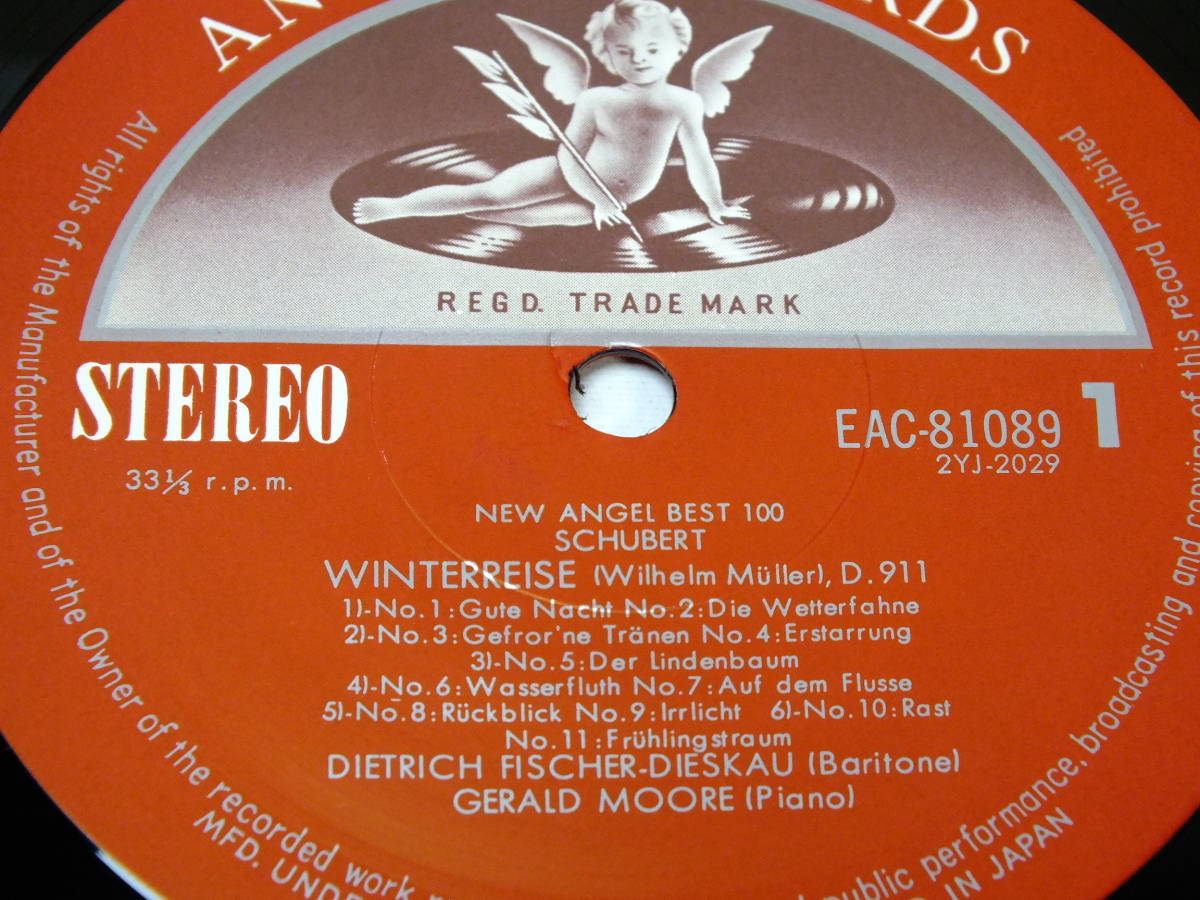 REGD. TRADE MARK
STEREO
33⅓ r.p.m.
EAC-81089 1
2YJ-2029
NEW ANGEL BEST 100
SCHUBERT
WINTERREISE (Wilhelm Müller), D.911
1)-No.1:Gute Nacht No.2:Die Wetterfahne
2)-No.3:Gefror'ne Tränen No.4:Erstarrung
3)-No.5:Der Lindenbaum
4)-No.6:Wasserfluth No.7:Auf dem Flusse
5)-No.8:Rückblick No.9:Irrlicht 6)-No.10:Rast
No.11:Frühlingstraum
DIETRICH FISCHER-DIESKAU (Baritone)
GERALD MOORE (Piano)
All rights of the Manufacturer and of the Owner of the recorded work
public performance, broadcasting and copying of this record prohibited
MFD. IN JAPAN